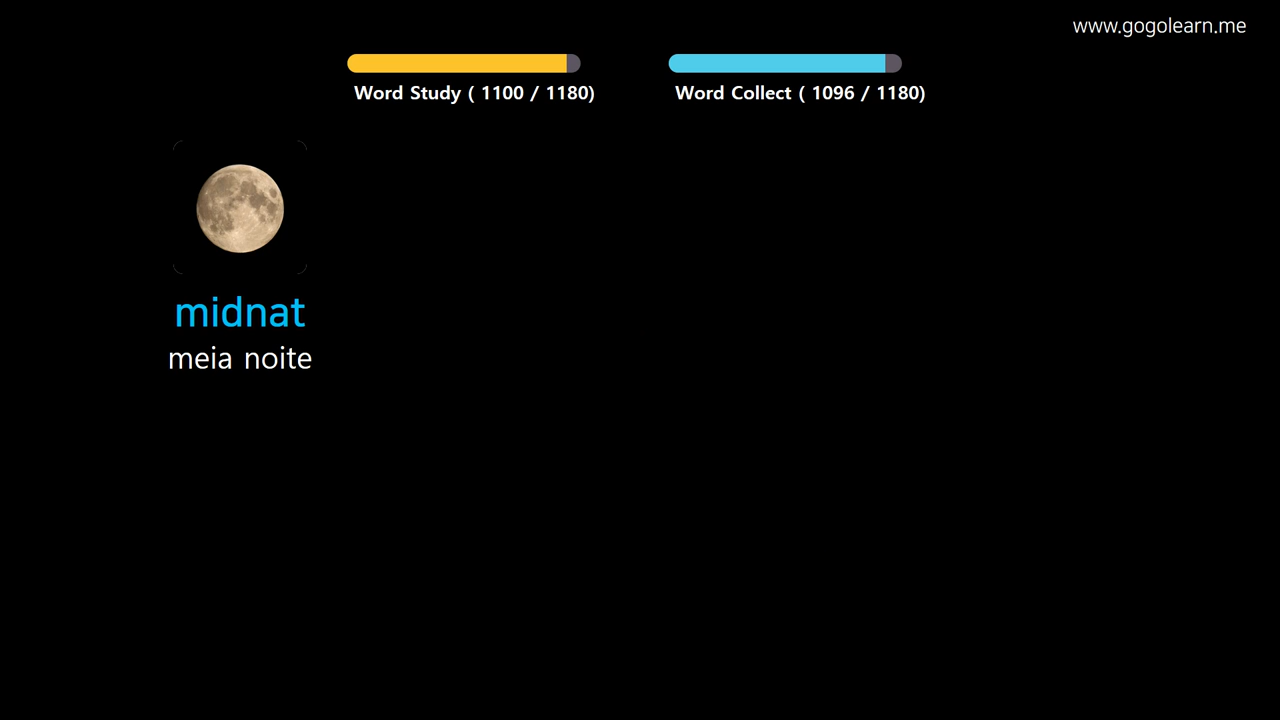 www.gogolearn.me
Word Study ( 1100 / 1180)
Word Collect ( 1096 / 1180)
midnat
meia noite